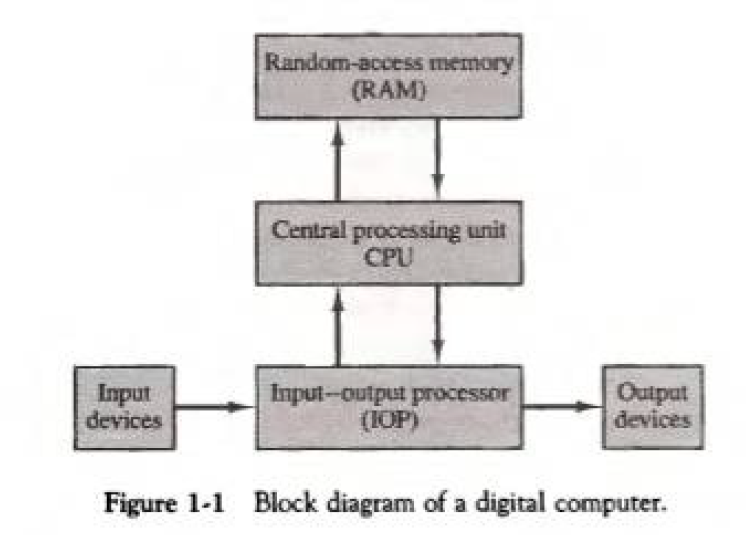 Random-access memory
(RAM)
Central processing unit
CPU
Input
devices
Input–output processor
(IOP)
Output
devices
Figure 1-1 Block diagram of a digital computer.